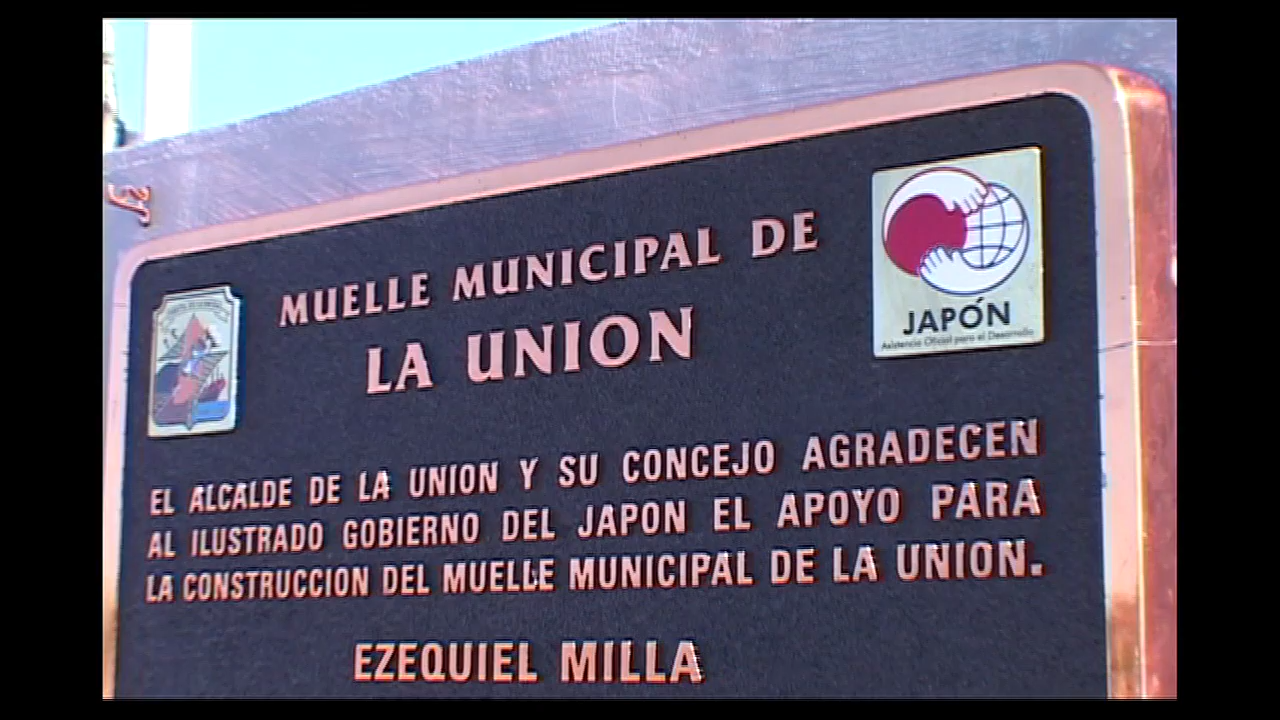 MUELLE MUNICIPAL DE
LA UNION
JAPÓN
Asistencia Oficial para el Desarrollo
EL ALCALDE DE LA UNION Y SU CONCEJO AGRADECEN
AL ILUSTRADO GOBIERNO DEL JAPON EL APOYO PARA
LA CONSTRUCCION DEL MUELLE MUNICIPAL DE LA UNION.
EZEQUIEL MILLA